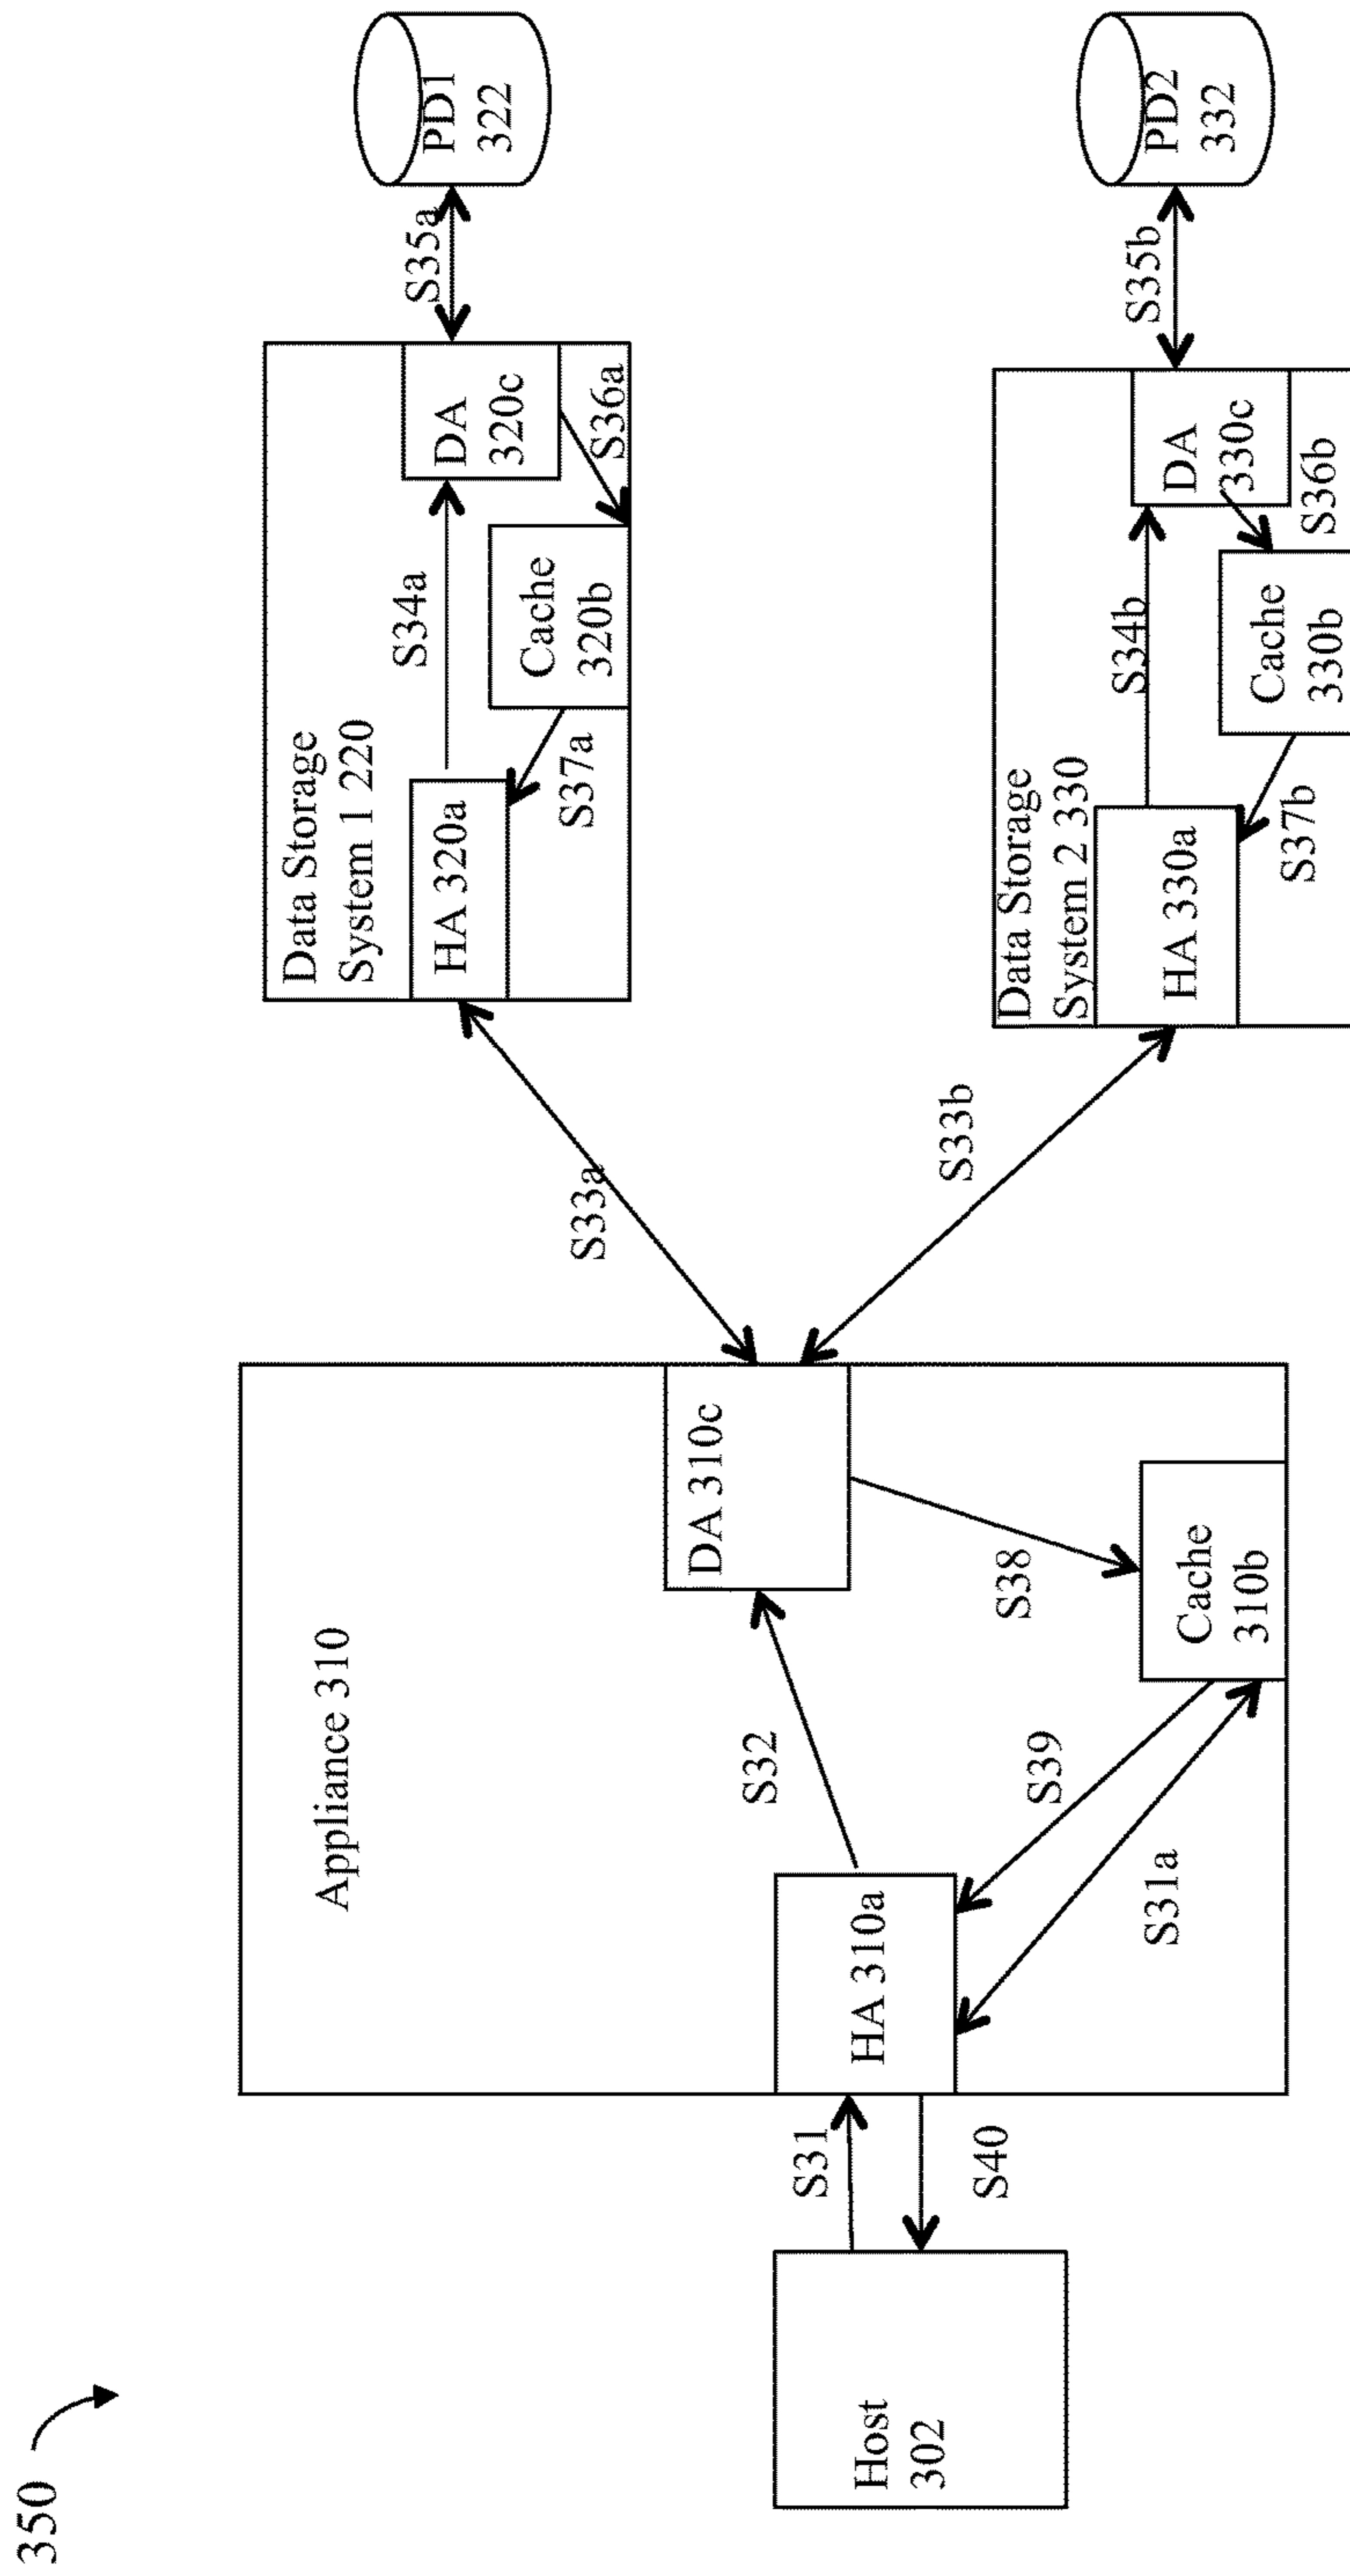 350
Host
302
S31
S40
Appliance 310
HA 310a
S32
DA 310c
S38
S39
S31a
Cache
310b
S33a
S33b
Data Storage
System 1 220
HA 320a
S34a
DA
320c
Cache
320b
S37a
S36a
S35a
PD1
322
Data Storage
System 2 330
HA 330a
S34b
DA
330c
Cache
330b
S37b
S36b
S35b
PD2
332